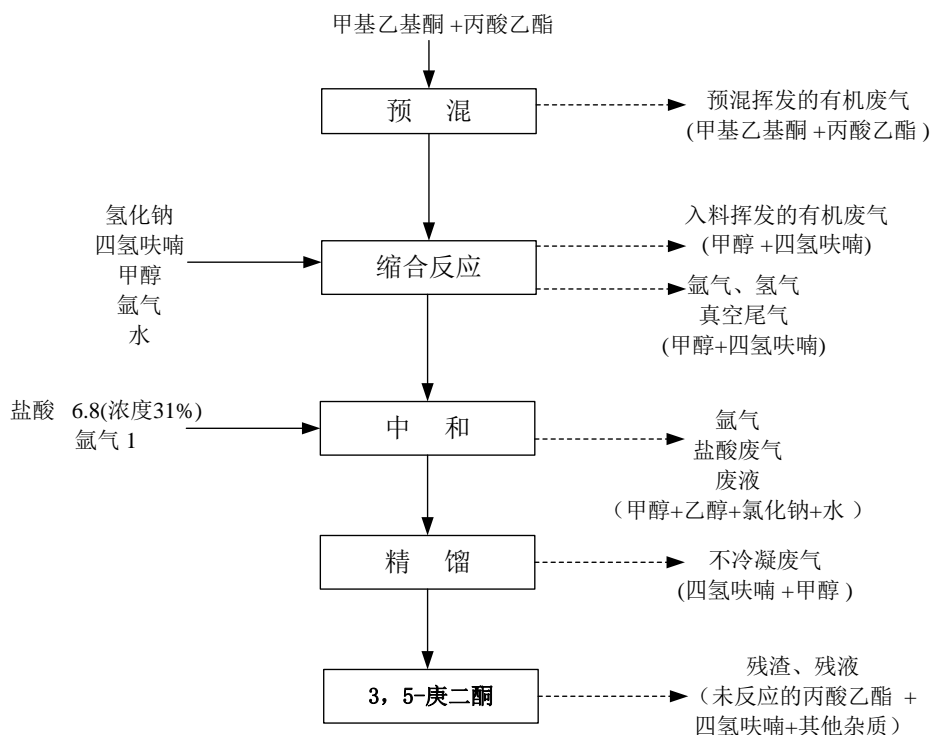 甲基乙基酮 +丙酸乙酯
预 混
预混挥发的有机废气
(甲基乙基酮 +丙酸乙酯 )
氢化钠
四氢呋喃
甲醇
氩气
水
缩合反应
入料挥发的有机废气
(甲醇 +四氢呋喃)
氩气、氢气
真空尾气
(甲醇+四氢呋喃)
盐酸 6.8(浓度31%)
氩气 1
中 和
氩气
盐酸废气
废液
（甲醇+乙醇+氯化钠+水 ）
精 馏
不冷凝废气
(四氢呋喃 +甲醇 )
3，5-庚二酮
残渣、残液
（未反应的丙酸乙酯 +
四氢呋喃+其他杂质）